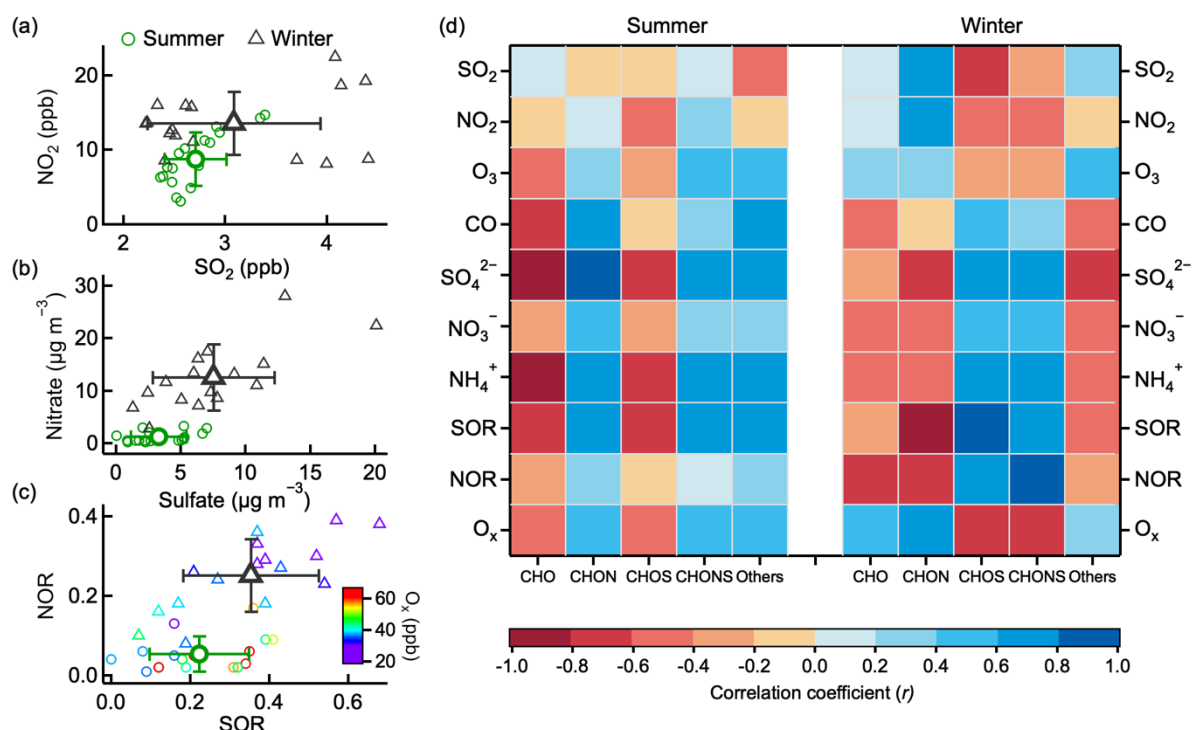 (a)
○ Summer △ Winter
20
10
0
NO₂ (ppb)
2 3 4
SO₂ (ppb)
(b)
30
20
10
0
Nitrate (µg m⁻³)
0 5 10 15 20
Sulfate (µg m⁻³)
(c)
0.4
0.2
0.0
NOR
0.0 0.2 0.4 0.6
SOR
60
40
20
Oₓ (ppb)
(d)
Summer Winter
SO₂ SO₂
NO₂ NO₂
O₃ O₃
CO CO
SO₄²⁻ SO₄²⁻
NO₃⁻ NO₃⁻
NH₄⁺ NH₄⁺
SOR SOR
NOR NOR
Oₓ Oₓ
CHO CHON CHOS CHONS Others CHO CHON CHOS CHONS Others
-1.0 -0.8 -0.6 -0.4 -0.2 0.0 0.2 0.4 0.6 0.8 1.0
Correlation coefficient (r)